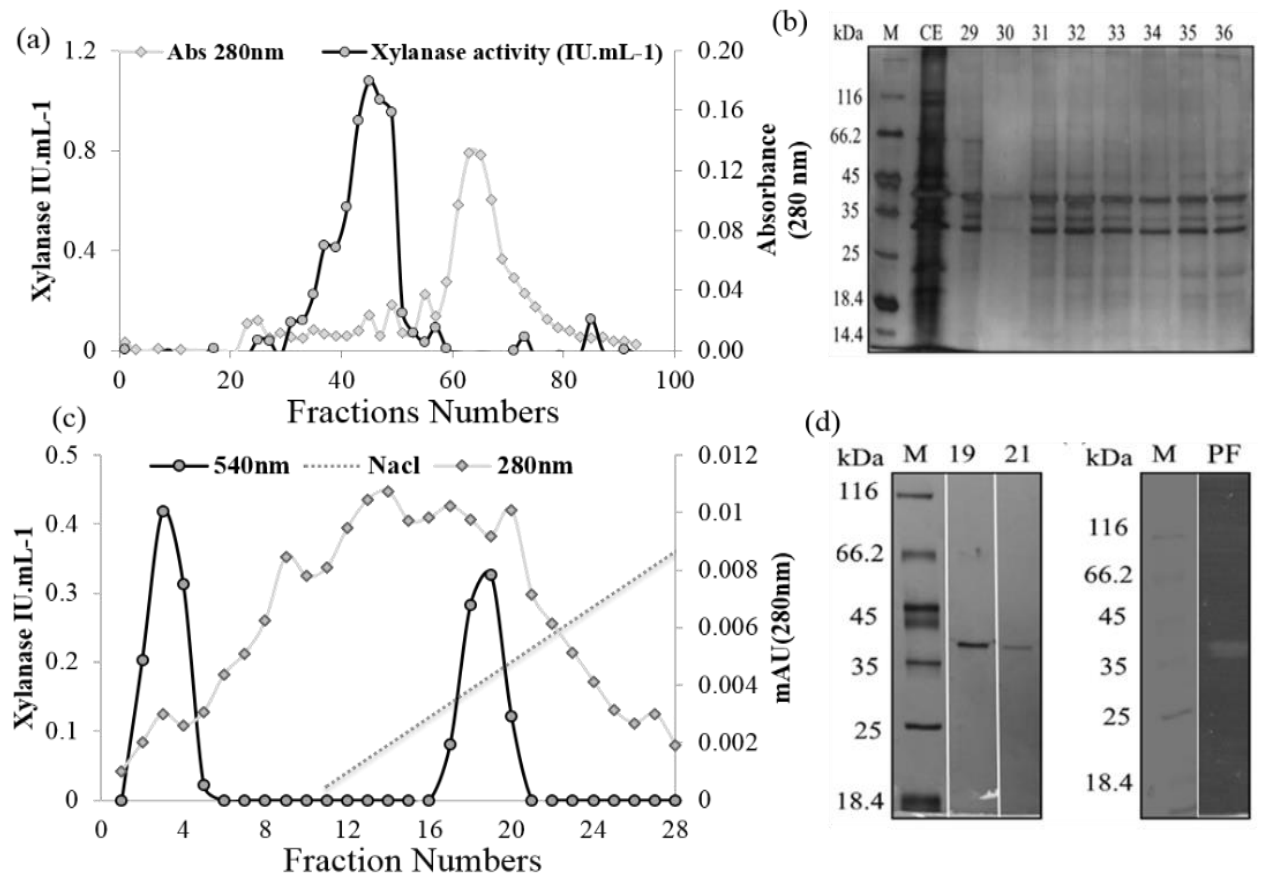 (a)
Abs 280nm Xylanase activity (IU.mL-1)
Xylanase IU.mL-1
1.2
0.8
0.4
0
0.20
0.16
0.12
0.08
0.04
0.00
Absorbance
(280 nm)
0 20 40 60 80 100
Fractions Numbers
(b)
kDa M CE 29 30 31 32 33 34 35 36
116
66.2
45
35
25
18.4
14.4
(c)
540nm Nacl 280nm
Xylanase IU.mL-1
0.5
0.4
0.3
0.2
0.1
0
0.012
0.01
0.008
0.006
0.004
0.002
0
mAU(280nm)
0 4 8 12 16 20 24 28
Fraction Numbers
(d)
kDa M 19 21
116
66.2
45
35
25
18.4
kDa M PF
116
66.2
45
35
25
18.4